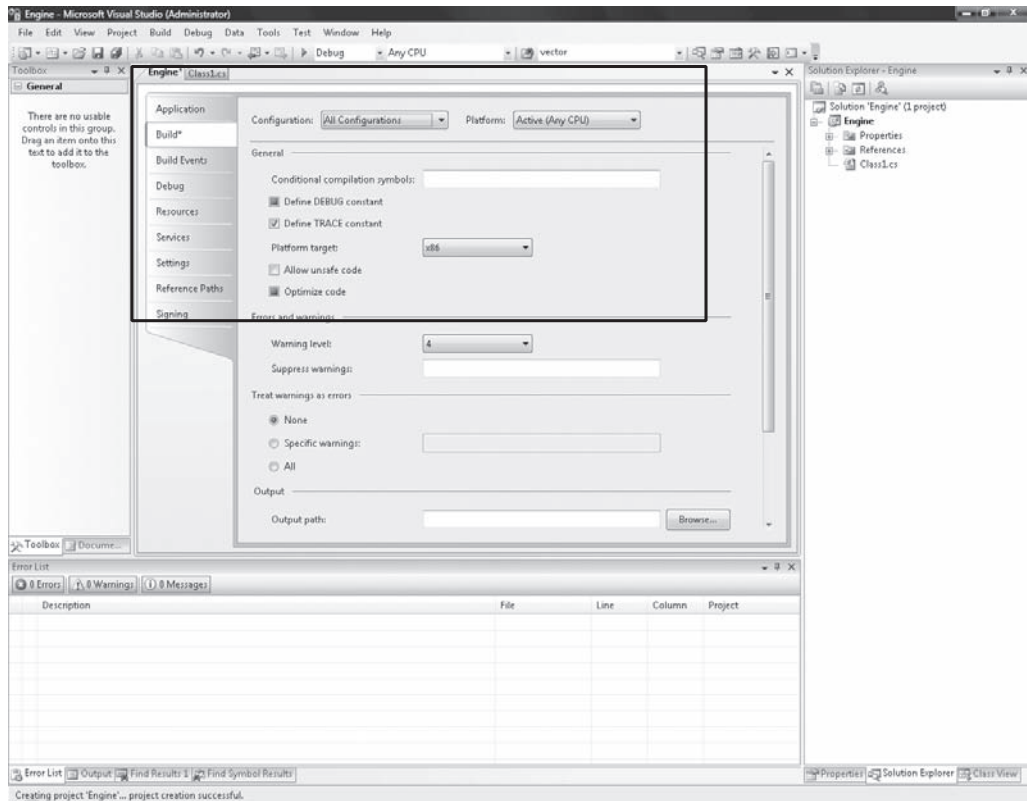 Engine - Microsoft Visual Studio (Administrator)
File Edit View Project Build Debug Data Tools Test Window Help
Debug Any CPU vector
Toolbox
General
There are no usable
controls in this group.
Drag an item onto this
text to add it to the
toolbox.
Toolbox Docume...
Engine* Class1.cs
Application
Build*
Build Events
Debug
Resources
Services
Settings
Reference Paths
Signing
Configuration: All Configurations Platform: Active (Any CPU)
General
Conditional compilation symbols:
Define DEBUG constant
Define TRACE constant
Platform target: x86
Allow unsafe code
Optimize code
Errors and warnings
Warning level: 4
Suppress warnings:
Treat warnings as errors
None
Specific warnings:
All
Output
Output path: Browse...
Solution Explorer - Engine
Solution 'Engine' (1 project)
Engine
Properties
References
Class1.cs
Error List
0 Errors 0 Warnings 0 Messages
Description File Line Column Project
Error List Output Find Results 1 Find Symbol Results
Properties Solution Explorer Class View
Creating project 'Engine'... project creation successful.